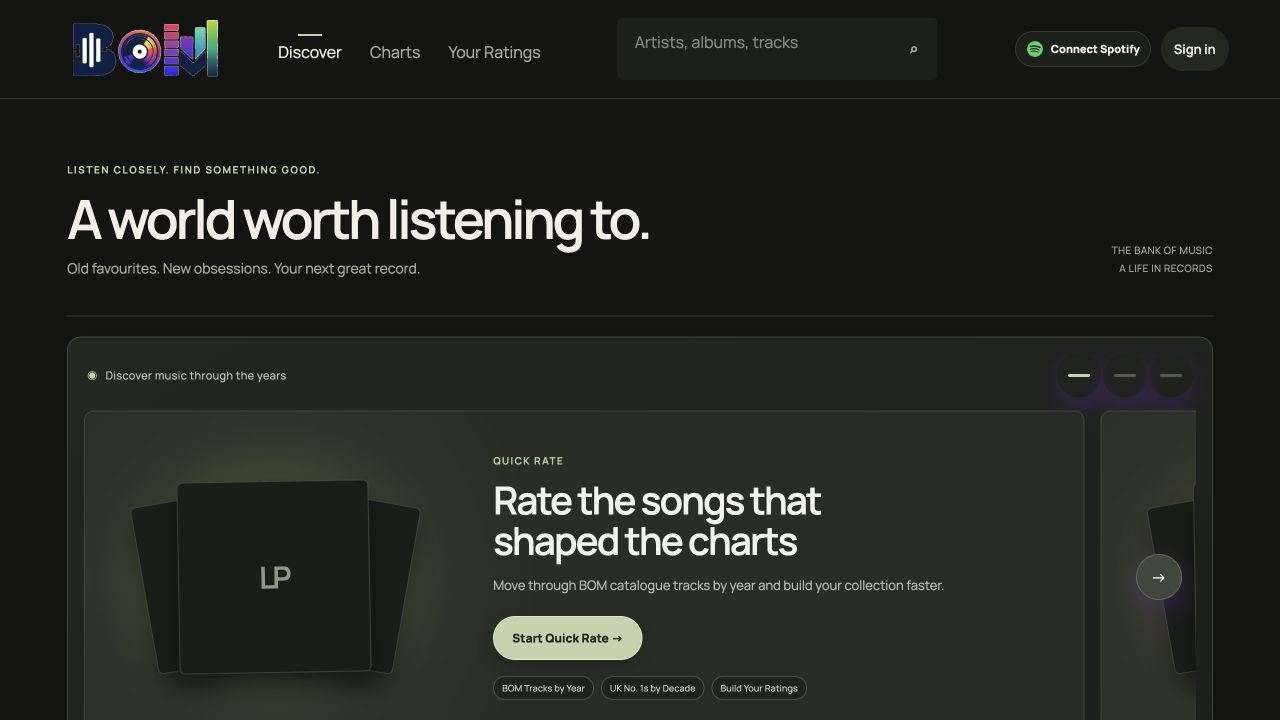 BOM
Discover
Charts
Your Ratings
Artists, albums, tracks
Connect Spotify
Sign in
LISTEN CLOSELY. FIND SOMETHING GOOD.
A world worth listening to.
Old favourites. New obsessions. Your next great record.
THE BANK OF MUSIC
A LIFE IN RECORDS
Discover music through the years
LP
QUICK RATE
Rate the songs that
shaped the charts
Move through BOM catalogue tracks by year and build your collection faster.
Start Quick Rate →
BOM Tracks by Year
UK No. 1s by Decade
Build Your Ratings
→